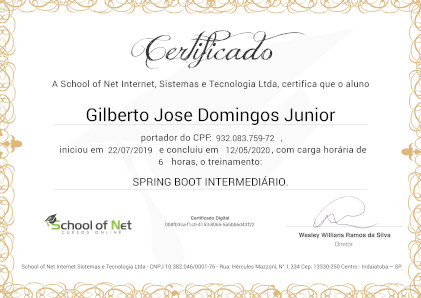 Certificado
A School of Net Internet, Sistemas e Tecnologia Ltda, certifica que o aluno
Gilberto Jose Domingos Junior
portador do CPF: 932.083.759-72 ,
iniciou em 22/07/2019 e concluiu em 12/05/2020, com carga horária de
6 horas, o treinamento:
SPRING BOOT INTERMEDIÁRIO.
School of Net
CURSOS ONLINE
Certificado Digital
Wesley Willians Ramos da Silva
Diretor
School of Net Internet Sistemas e Tecnologia Ltda - CNPJ 10.382.046/0001-76 - Rua: Hércules Mazzoni, N° 1.334 Cep: 13330-250 Centro - Indaiatuba – SP